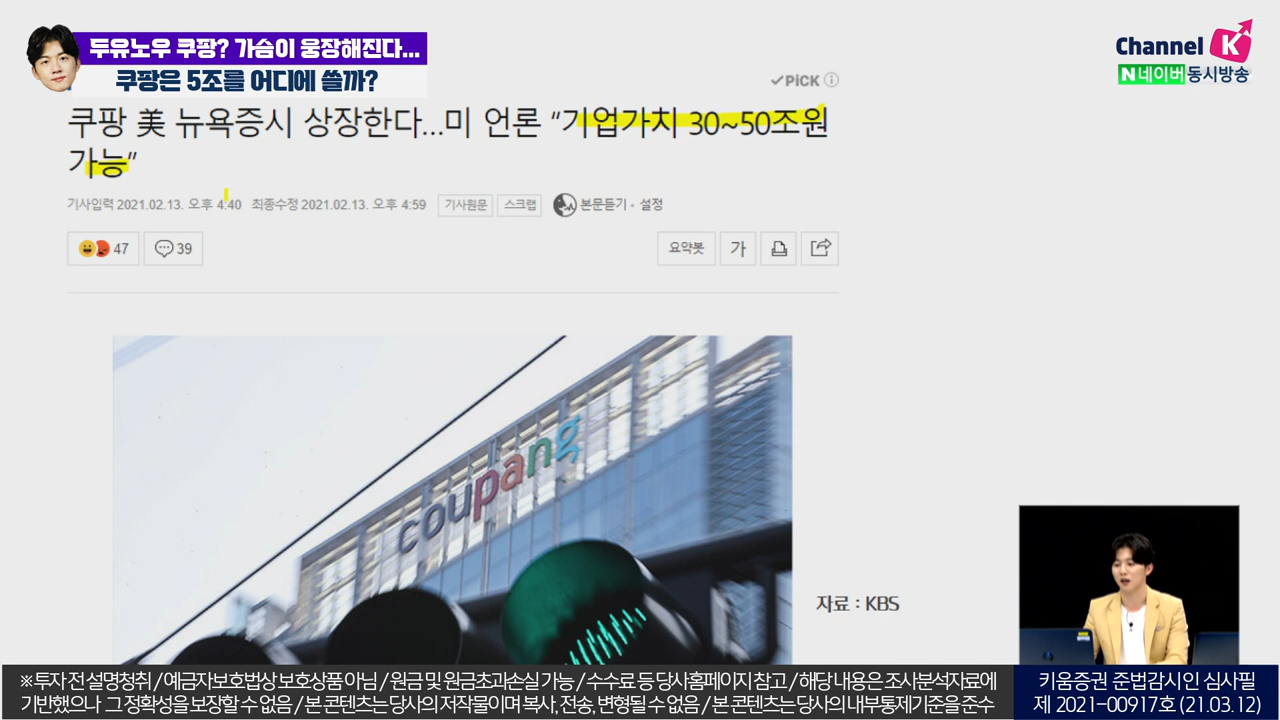 두유노우 쿠팡? 가슴이 웅장해진다...
쿠팡은 5조를 어디에 쓸까?
Channel K
N 네이버 동시방송
PiCK
쿠팡 美 뉴욕증시 상장한다…미 언론 “기업가치 30~50조원
가능”
기사입력 2021.02.13. 오후 4:40 최종수정 2021.02.13. 오후 4:59 기사원문 스크랩 본문듣기 · 설정
47 39 요약봇 가
coupang
자료 : KBS
※ 투자 전 설명청취 / 예금자보호법상 보호상품 아님 / 원금 및 원금초과손실 가능 / 수수료 등 당사홈페이지 참고 / 해당 내용은 조사분석자료에
기반했으나 그 정확성을 보장할 수 없음 / 본 콘텐츠는 당사의 저작물이며 복사, 전송, 변형될 수 없음 / 본 콘텐츠는 당사의 내부통제기준을 준수
키움증권 준법감시인 심사필
제 2021-00917호 (21.03.12)